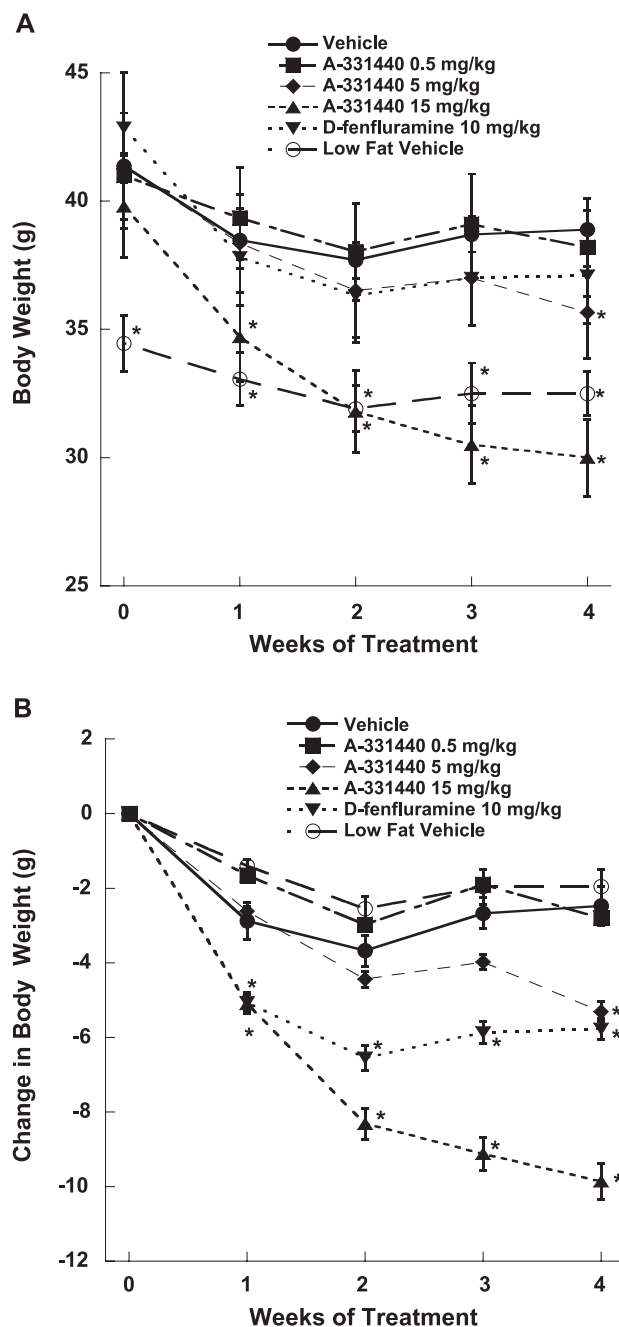 A
Vehicle
A-331440 0.5 mg/kg
A-331440 5 mg/kg
A-331440 15 mg/kg
D-fenfluramine 10 mg/kg
Low Fat Vehicle
45
40
35
30
25
Body Weight (g)
* * * * * * * * * *
0 1 2 3 4
Weeks of Treatment
B
Vehicle
A-331440 0.5 mg/kg
A-331440 5 mg/kg
A-331440 15 mg/kg
D-fenfluramine 10 mg/kg
Low Fat Vehicle
2
0
-2
-4
-6
-8
-10
-12
Change in Body Weight (g)
* * * * * * * * *
0 1 2 3 4
Weeks of Treatment